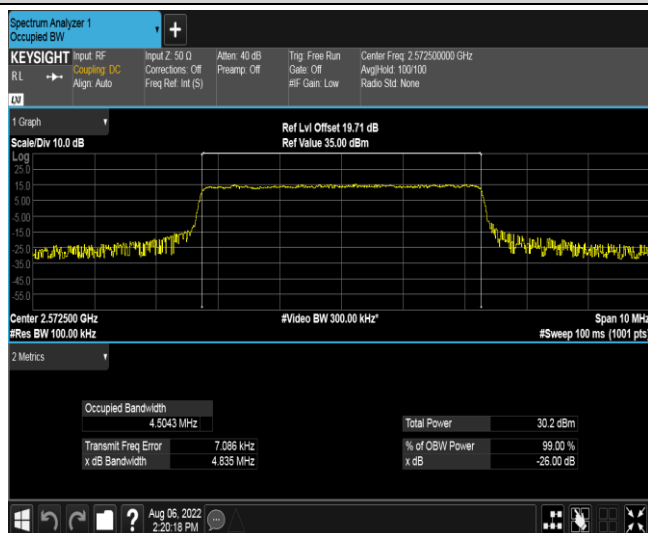 Spectrum Analyzer 1
Occupied BW
+
KEYSIGHT Input: RF Input Z: 50 Ω Atten: 40 dB Trig: Free Run Center Freq: 2.572500000 GHz
RL Coupling: DC Corrections: Off Preamp: Off Gate: Off Avg|Hold: 100/100
Align: Auto Freq Ref: Int (S) #IF Gain: Low Radio Std: None
LXI
1 Graph
Ref Lvl Offset 19.71 dB
Scale/Div 10.0 dB Ref Value 35.00 dBm
Log
25.0
15.0
5.00
-5.00
-15.0
-25.0
-35.0
-45.0
-55.0
Center 2.572500 GHz #Video BW 300.00 kHz* Span 10 MHz
#Res BW 100.00 kHz #Sweep 100 ms (1001 pts)
2 Metrics
Occupied Bandwidth
4.5043 MHz Total Power 30.2 dBm
Transmit Freq Error 7.086 kHz % of OBW Power 99.00 %
x dB Bandwidth 4.835 MHz x dB -26.00 dB
? Aug 06, 2022
2:20:18 PM